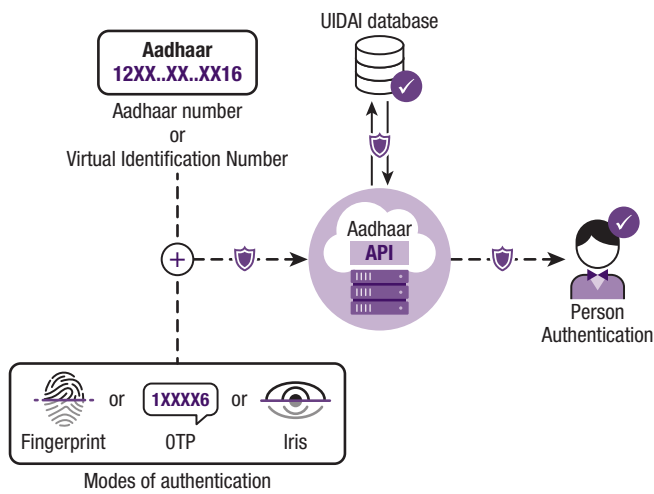 UIDAI database
Aadhaar
12XX..XX..XX16
Aadhaar number
or
Virtual Identification Number
Aadhaar
API
+
Person
Authentication
or
1XXXX6
or
Fingerprint
OTP
Iris
Modes of authentication